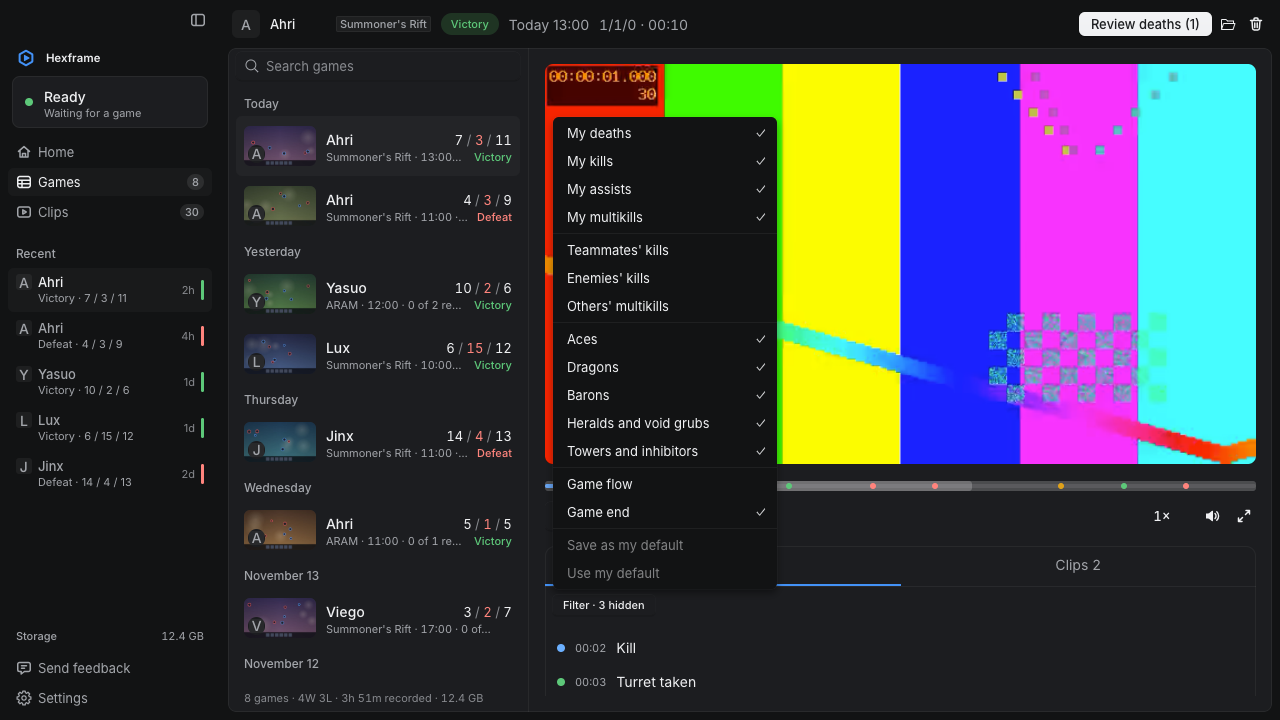 Hexframe
Ready
Waiting for a game
Home
Games 8
Clips 30
Recent
A Ahri
Victory · 7 / 3 / 11 2h
A Ahri
Defeat · 4 / 3 / 9 4h
Y Yasuo
Victory · 10 / 2 / 6 1d
L Lux
Victory · 6 / 15 / 12 1d
J Jinx
Defeat · 14 / 4 / 13 2d
Storage 12.4 GB
Send feedback
Settings
A Ahri Summoner's Rift Victory Today 13:00 1/1/0 · 00:10 Review deaths (1)
Search games
Today
A Ahri 7 / 3 / 11
Summoner's Rift · 13:00... Victory
A Ahri 4 / 3 / 9
Summoner's Rift · 11:00 ·... Defeat
Yesterday
Y Yasuo 10 / 2 / 6
ARAM · 12:00 · 0 of 2 re... Victory
L Lux 6 / 15 / 12
Summoner's Rift · 10:00... Victory
Thursday
J Jinx 14 / 4 / 13
Summoner's Rift · 11:00 ·... Defeat
Wednesday
A Ahri 5 / 1 / 5
ARAM · 11:00 · 0 of 1 re... Victory
November 13
V Viego 3 / 2 / 7
Summoner's Rift · 17:00 · 0 of...
November 12
8 games · 4W 3L · 3h 51m recorded · 12.4 GB
00:00:01.000
30
My deaths
My kills
My assists
My multikills
Teammates' kills
Enemies' kills
Others' multikills
Aces
Dragons
Barons
Heralds and void grubs
Towers and inhibitors
Game flow
Game end
Save as my default
Use my default
1×
Clips 2
Filter · 3 hidden
00:02 Kill
00:03 Turret taken